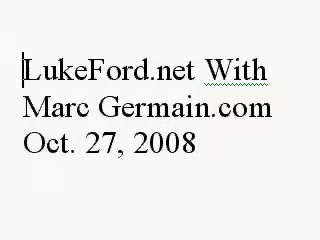 LukeFord.net With
Marc Germain.com
Oct. 27, 2008